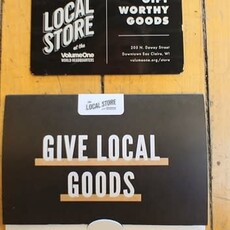 LOCAL
STORE
at the
VolumeOne
WORLD HEADQUARTERS
GIFT
WORTHY
GOODS
205 N. Dewey Street
Downtown Eau Claire, WI
volumeone.org/store
LOCAL STORE
GIVE LOCAL
GOODS